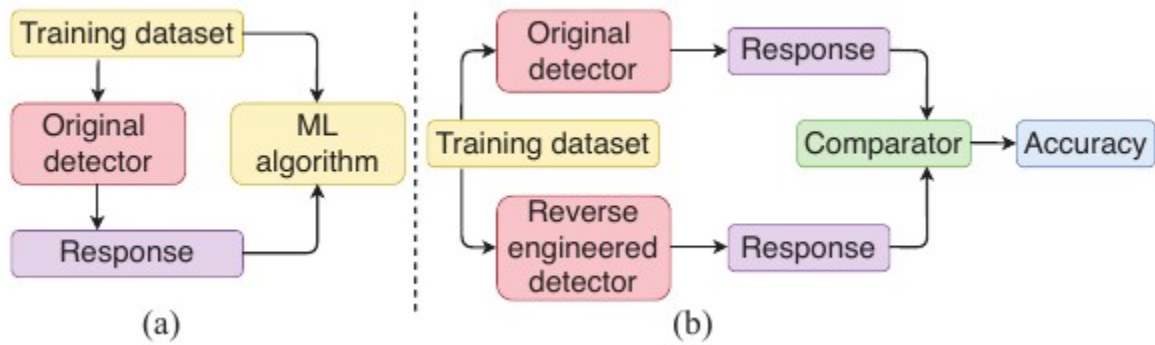 Training dataset
Original
detector
ML
algorithm
Response
(a)
Original
detector
Response
Training dataset
Comparator
Accuracy
Reverse
engineered
detector
Response
(b)